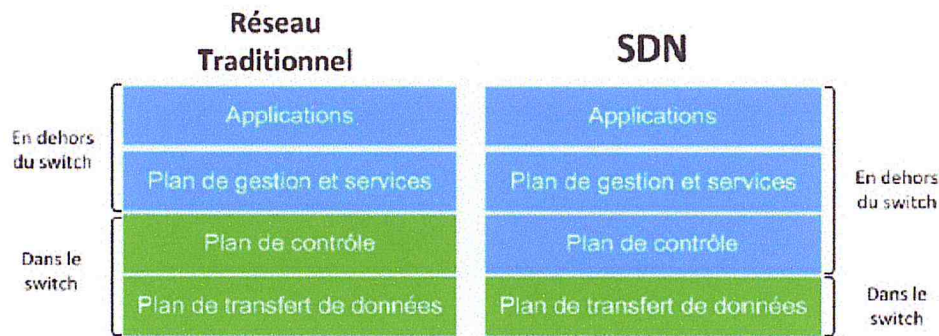 Réseau
Traditionnel
SDN
En dehors
du switch
Applications
Plan de gestion et services
Dans le
switch
Plan de contrôle
Plan de transfert de données
Applications
Plan de gestion et services
Plan de contrôle
En dehors
du switch
Plan de transfert de données
Dans le
switch